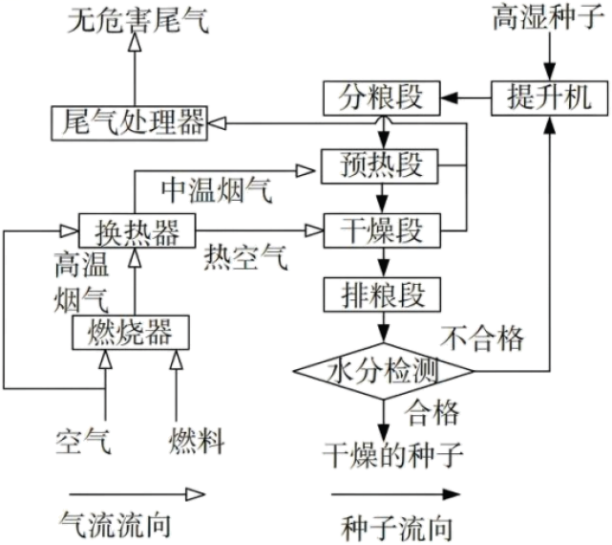 无危害尾气
高湿种子
尾气处理器
分粮段
提升机
中温烟气
预热段
换热器
热空气
干燥段
高温
烟气
排粮段
燃烧器
不合格
水分检测
合格
空气
燃料
干燥的种子
气流流向
种子流向